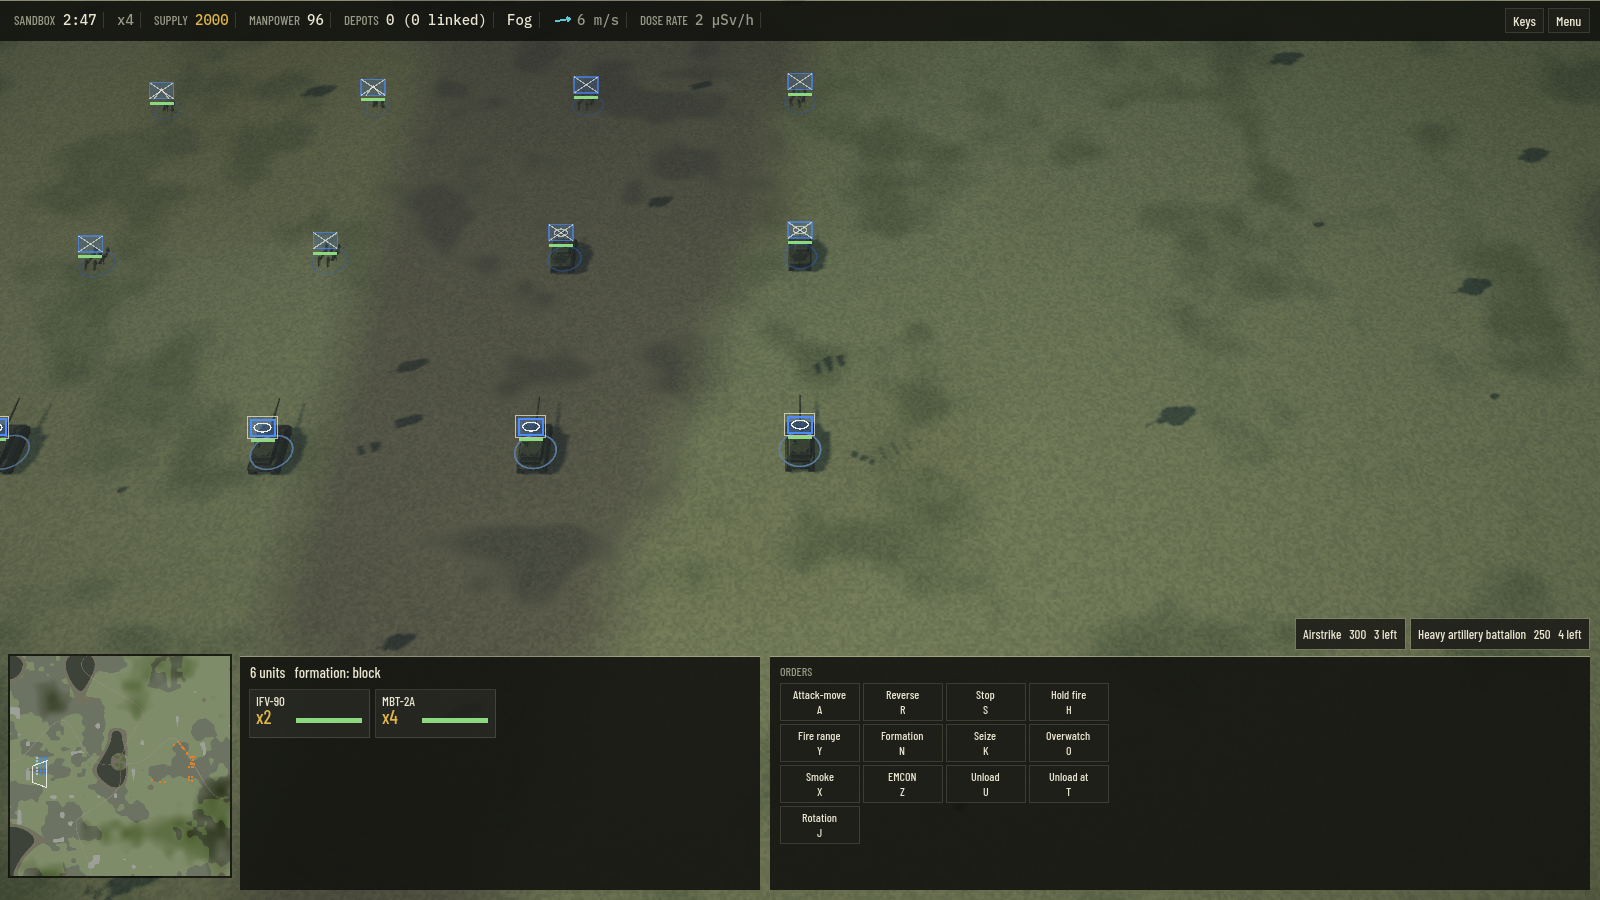 SANDBOX 2:47 x4 SUPPLY 2000 MANPOWER 96 DEPOTS 0 (0 linked) Fog 6 m/s DOSE RATE 2 µSv/h Keys Menu
Airstrike 300 3 left Heavy artillery battalion 250 4 left
6 units formation: block
IFV-90 MBT-2A
x2 x4
ORDERS
Attack-move Reverse Stop Hold fire
A R S H
Fire range Formation Seize Overwatch
Y N K O
Smoke EMCON Unload Unload at
X Z U T
Rotation
J